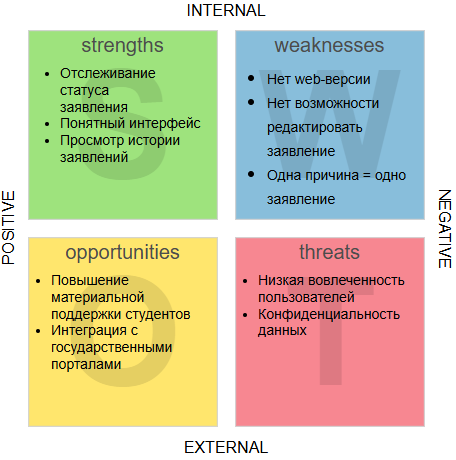 INTERNAL
strengths
• Отслеживание
статуса
заявления
• Понятный интерфейс
• Просмотр истории
заявлений
S
weaknesses
• Нет web-версии
• Нет возможности
редактировать
заявление
• Одна причина = одно
заявление
W
POSITIVE
NEGATIVE
opportunities
• Повышение
материальной
поддержки студентов
• Интеграция с
государственными
порталами
O
threats
• Низкая вовлеченность
пользователей
• Конфиденциальность
данных
T
EXTERNAL